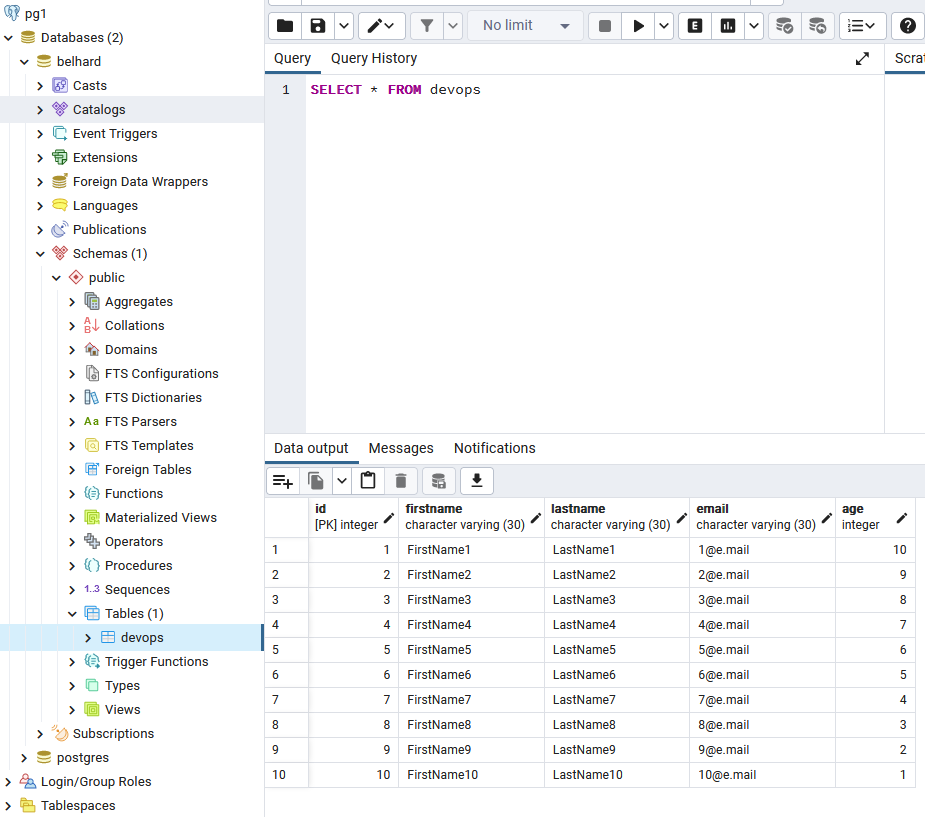 pg1
Databases (2)
belhard
Casts
Catalogs
Event Triggers
Extensions
Foreign Data Wrappers
Languages
Publications
Schemas (1)
public
Aggregates
Collations
Domains
FTS Configurations
FTS Dictionaries
Aa FTS Parsers
FTS Templates
Foreign Tables
Functions
Materialized Views
Operators
Procedures
1..3 Sequences
Tables (1)
devops
Trigger Functions
Types
Views
Subscriptions
postgres
Login/Group Roles
Tablespaces
No limit E ?
Query Query History Scrat
1 SELECT * FROM devops
Data output Messages Notifications
id firstname lastname email age
[PK] integer character varying (30) character varying (30) character varying (30) integer
1 1 FirstName1 LastName1 1@e.mail 10
2 2 FirstName2 LastName2 2@e.mail 9
3 3 FirstName3 LastName3 3@e.mail 8
4 4 FirstName4 LastName4 4@e.mail 7
5 5 FirstName5 LastName5 5@e.mail 6
6 6 FirstName6 LastName6 6@e.mail 5
7 7 FirstName7 LastName7 7@e.mail 4
8 8 FirstName8 LastName8 8@e.mail 3
9 9 FirstName9 LastName9 9@e.mail 2
10 10 FirstName10 LastName10 10@e.mail 1